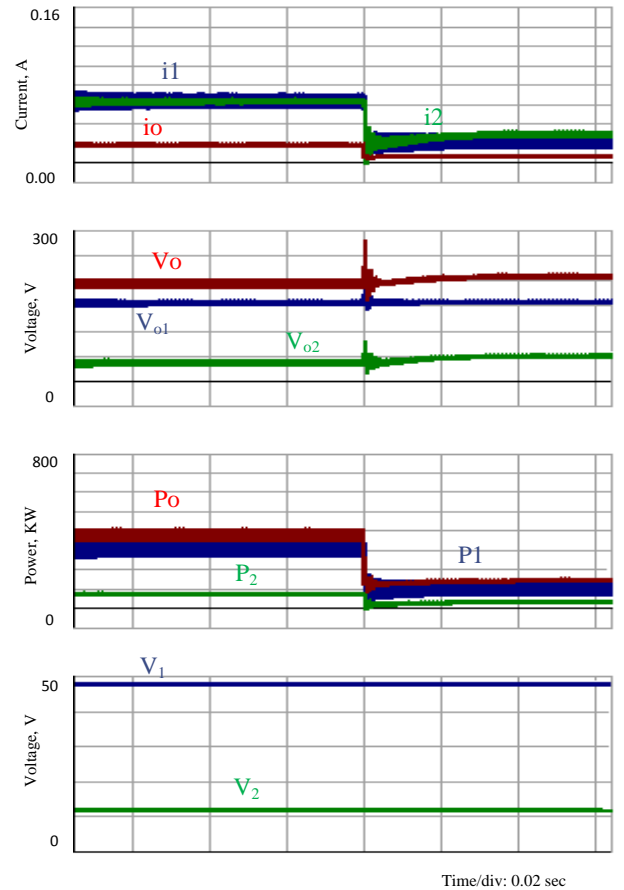 0.16
Current, A
i1
io
i2
0.00
300
Voltage, V
Vo
Vo1
Vo2
0
800
Power, KW
Po
P2
P1
0
50
Voltage, V
V1
V2
0
Time/div: 0.02 sec